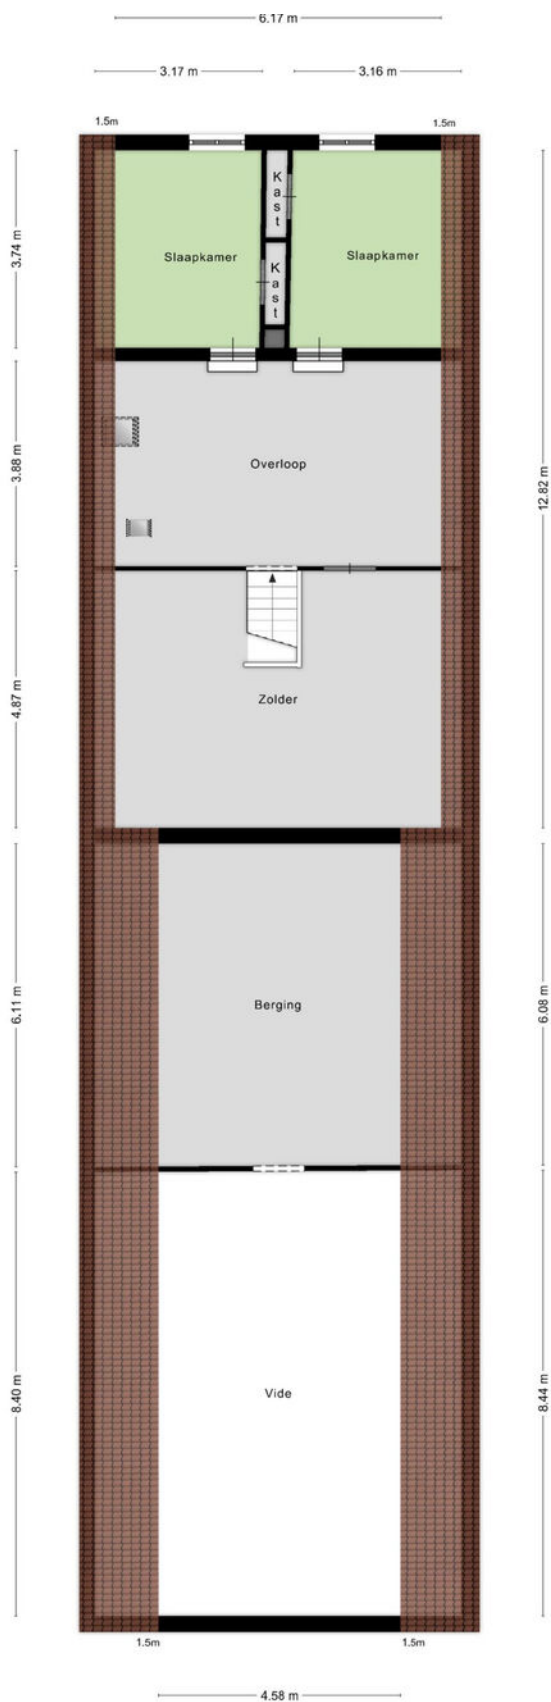 6.17 m
3.17 m
3.16 m
1.5m
1.5m
3.74 m
Slaapkamer
Kast
Kast
Slaapkamer
3.88 m
Overloop
12.82 m
4.87 m
Zolder
6.11 m
Berging
6.08 m
8.40 m
Vide
8.44 m
1.5m
1.5m
4.58 m